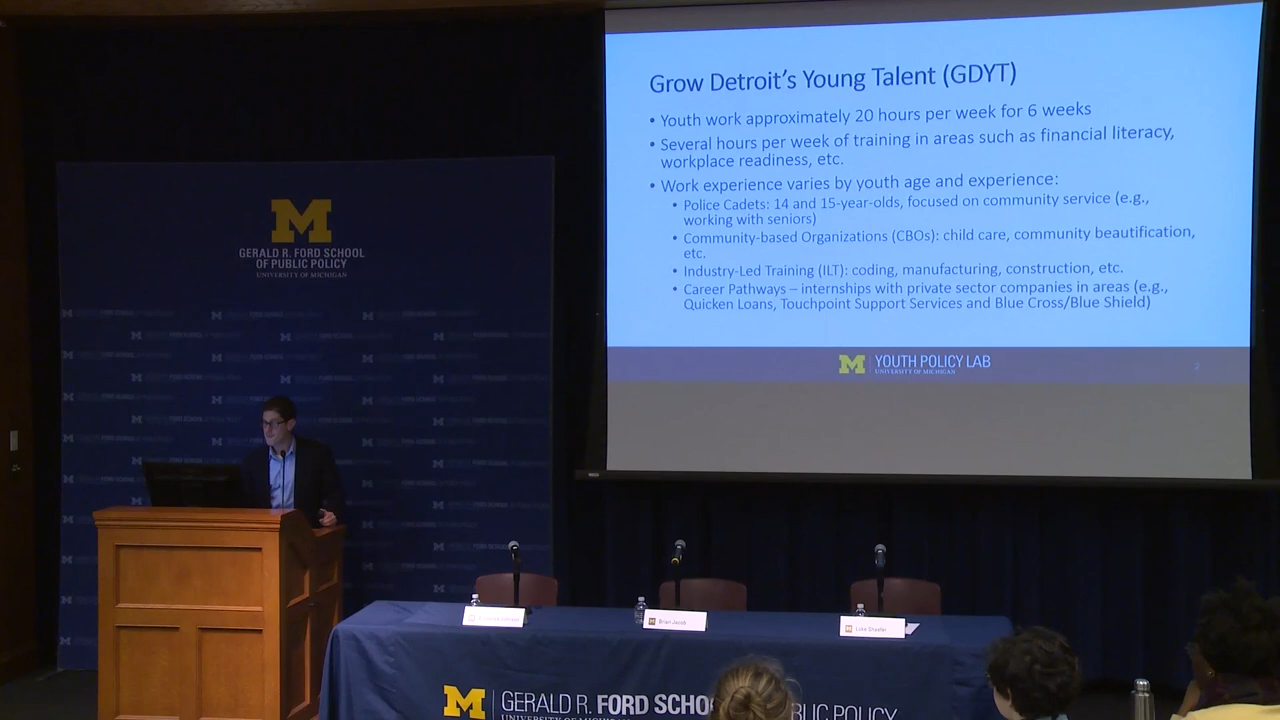 Grow Detroit's Young Talent (GDYT)
• Youth work approximately 20 hours per week for 6 weeks
• Several hours per week of training in areas such as financial literacy,
workplace readiness, etc.
• Work experience varies by youth age and experience:
• Police Cadets: 14 and 15-year-olds, focused on community service (e.g.,
working with seniors)
• Community-based Organizations (CBOs): child care, community beautification,
etc.
• Industry-Led Training (ILT): coding, manufacturing, construction, etc.
• Career Pathways – internships with private sector companies in areas (e.g.,
Quicken Loans, Touchpoint Support Services and Blue Cross/Blue Shield)
M YOUTH POLICY LAB
UNIVERSITY OF MICHIGAN
2
M
GERALD R. FORD SCHOOL
OF PUBLIC POLICY
UNIVERSITY OF MICHIGAN
Brian Jacob
Luke Shaefer
M GERALD R. FORD SCHO
PUBLIC POLICY
UNIVERSITY OF